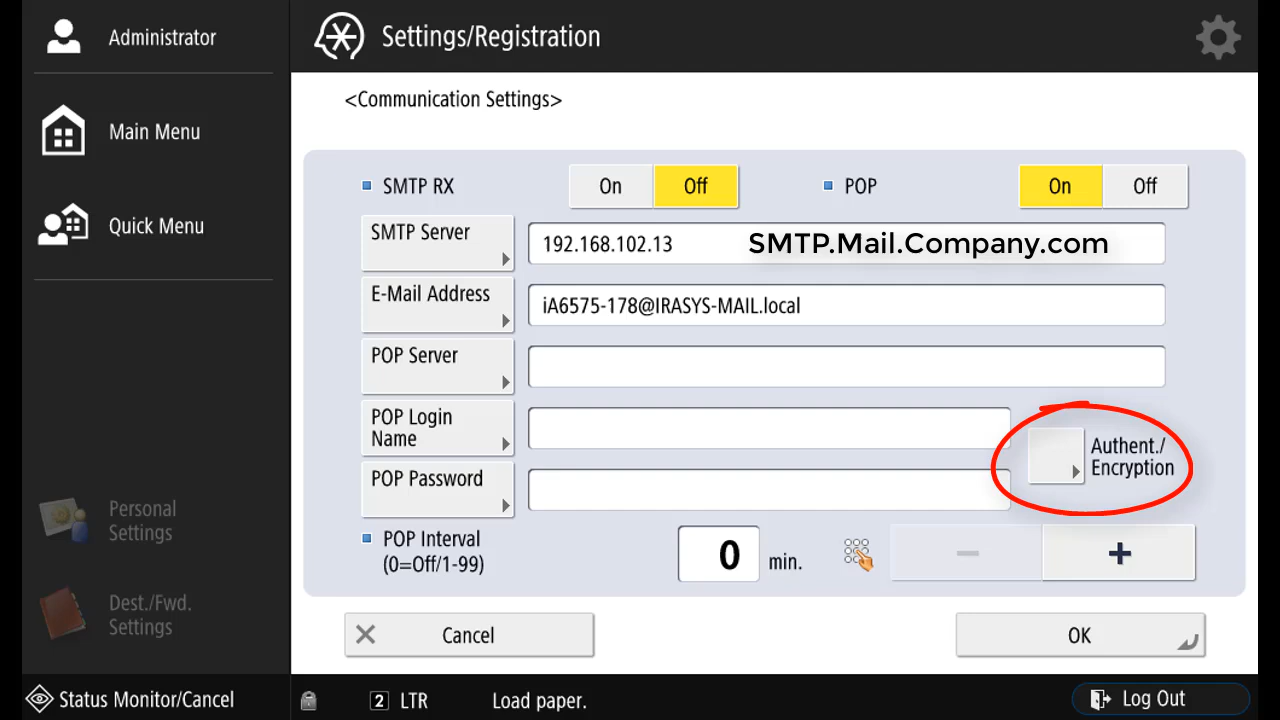 Administrator
Settings/Registration
Main Menu
Quick Menu
Personal
Settings
Dest./Fwd.
Settings
<Communication Settings>
SMTP RX
On
Off
POP
On
Off
SMTP Server
192.168.102.13
SMTP.Mail.Company.com
E-Mail Address
iA6575-178@IRASYS-MAIL.local
POP Server
POP Login
Name
POP Password
Authent./
Encryption
POP Interval
(0=Off/1-99)
0
min.
−
+
Cancel
OK
Status Monitor/Cancel
2
LTR
Load paper.
Log Out